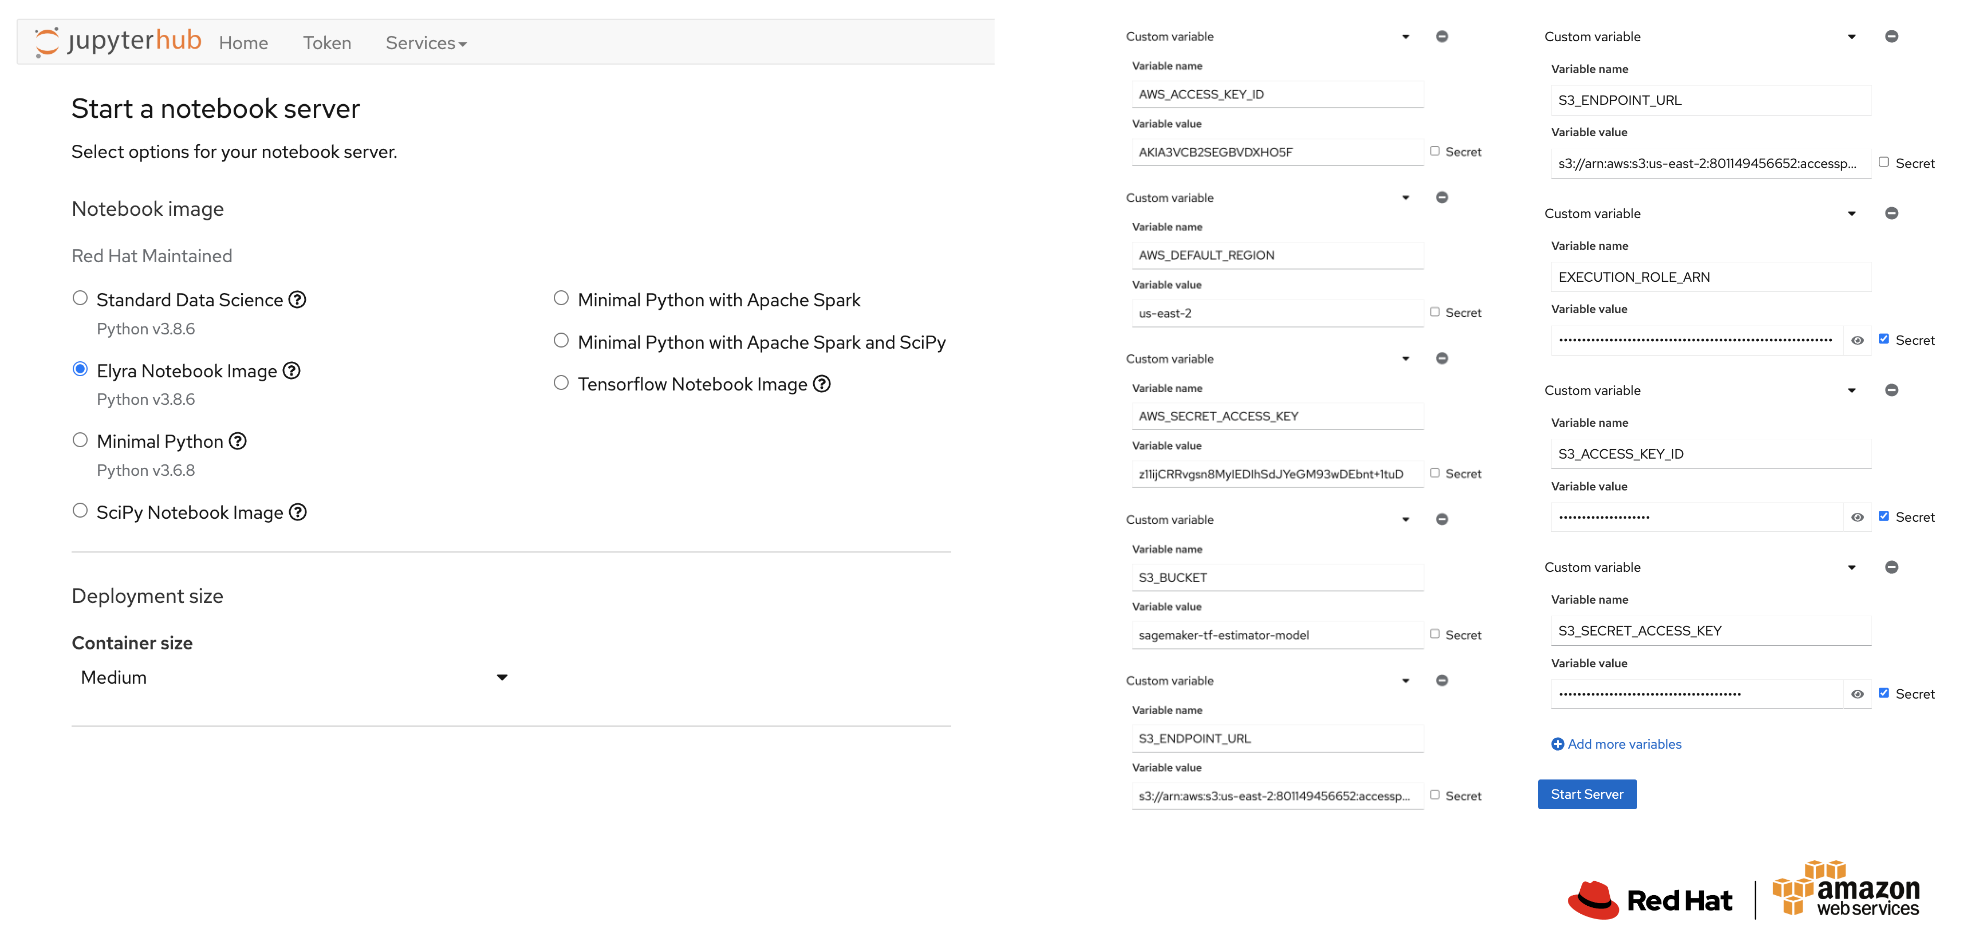 jupyterhub Home Token Services
Start a notebook server
Select options for your notebook server.
Notebook image
Red Hat Maintained
Standard Data Science
Python v3.8.6
Elyra Notebook Image
Python v3.8.6
Minimal Python
Python v3.6.8
SciPy Notebook Image
Minimal Python with Apache Spark
Minimal Python with Apache Spark and SciPy
Tensorflow Notebook Image
Deployment size
Container size
Medium
Custom variable
Variable name
AWS_ACCESS_KEY_ID
Variable value
AKIA3VCB2SEGBVDXHO5F
Secret
Custom variable
Variable name
AWS_DEFAULT_REGION
Variable value
us-east-2
Secret
Custom variable
Variable name
AWS_SECRET_ACCESS_KEY
Variable value
Secret
Custom variable
Variable name
S3_BUCKET
Variable value
sagemaker-tf-estimator-model
Secret
Custom variable
Variable name
S3_ENDPOINT_URL
Variable value
s3://arn:aws:s3:us-east-2:801149456652:accessp...
Secret
Custom variable
Variable name
S3_ENDPOINT_URL
Variable value
s3://arn:aws:s3:us-east-2:801149456652:accessp...
Secret
Custom variable
Variable name
EXECUTION_ROLE_ARN
Variable value
Secret
Custom variable
Variable name
S3_ACCESS_KEY_ID
Variable value
Secret
Custom variable
Variable name
S3_SECRET_ACCESS_KEY
Variable value
Secret
Add more variables
Start Server
Red Hat
amazon
webservices